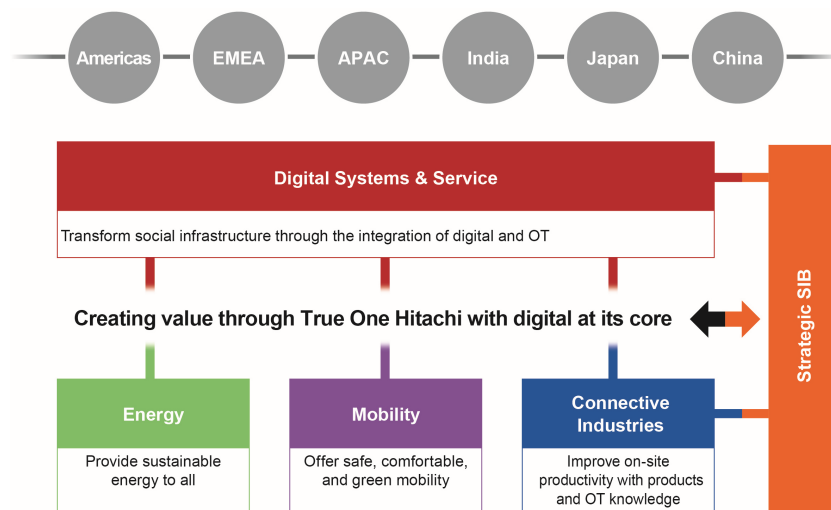 Americas
EMEA
APAC
India
Japan
China
Digital Systems & Service
Transform social infrastructure through the integration of digital and OT
Creating value through True One Hitachi with digital at its core
Strategic SIB
Energy
Mobility
Connective
Industries
Provide sustainable
energy to all
Offer safe, comfortable,
and green mobility
Improve on-site
productivity with products
and OT knowledge